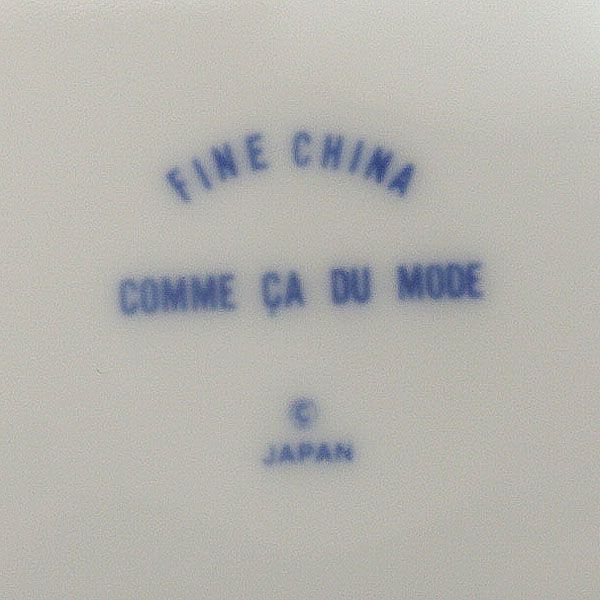 FINE CHINA
COMME ÇA DU MODE
©
JAPAN